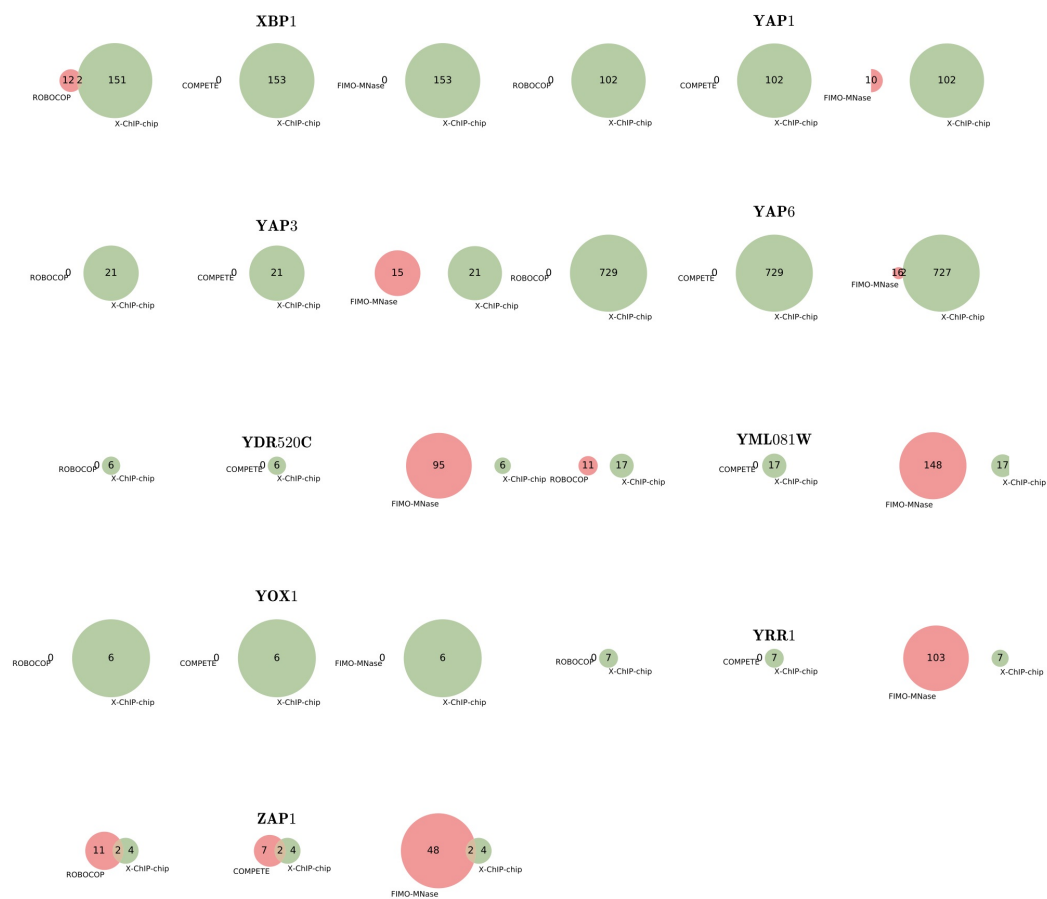 XBP1
YAP1
12 2 151
ROBOCOP
X-ChIP-chip
0 153
COMPETE
X-ChIP-chip
0 153
FIMO-MNase
X-ChIP-chip
0 102
ROBOCOP
X-ChIP-chip
0 102
COMPETE
X-ChIP-chip
10 102
FIMO-MNase
X-ChIP-chip
YAP3
YAP6
0 21
ROBOCOP
X-ChIP-chip
0 21
COMPETE
X-ChIP-chip
15 21
FIMO-MNase
X-ChIP-chip
0 729
ROBOCOP
X-ChIP-chip
0 729
COMPETE
X-ChIP-chip
16 2 727
FIMO-MNase
X-ChIP-chip
YDR520C
YML081W
0 6
ROBOCOP
X-ChIP-chip
0 6
COMPETE
X-ChIP-chip
95 6
FIMO-MNase
X-ChIP-chip
11 17
ROBOCOP
X-ChIP-chip
0 17
COMPETE
X-ChIP-chip
148 17
FIMO-MNase
X-ChIP-chip
YOX1
YRR1
0 6
ROBOCOP
X-ChIP-chip
0 6
COMPETE
X-ChIP-chip
0 6
FIMO-MNase
X-ChIP-chip
0 7
ROBOCOP
X-ChIP-chip
0 7
COMPETE
X-ChIP-chip
103 7
FIMO-MNase
X-ChIP-chip
ZAP1
11 2 4
ROBOCOP
X-ChIP-chip
7 2 4
COMPETE
X-ChIP-chip
48 2 4
FIMO-MNase
X-ChIP-chip